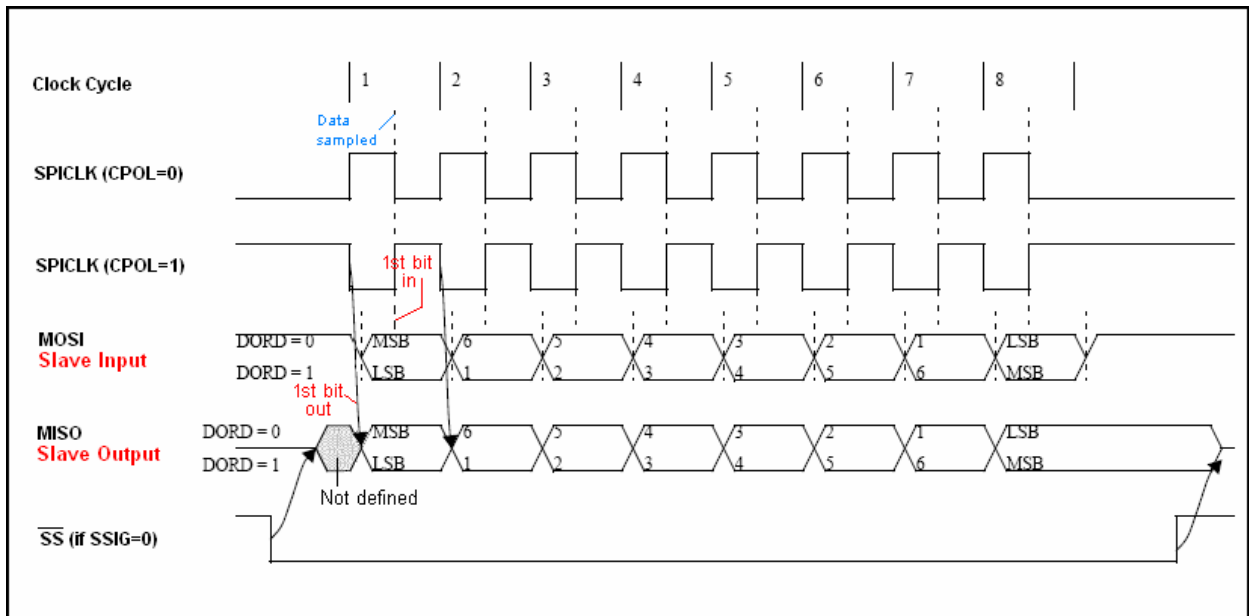 Clock Cycle
1 2 3 4 5 6 7 8
Data
sampled
SPICLK (CPOL=0)
SPICLK (CPOL=1)
1st bit
in
MOSI
Slave Input
DORD = 0
MSB 6 5 4 3 2 1 LSB
DORD = 1
LSB 1 2 3 4 5 6 MSB
1st bit
out
MISO
Slave Output
DORD = 0
MSB 6 5 4 3 2 1 LSB
DORD = 1
LSB 1 2 3 4 5 6 MSB
Not defined
SS (if SSIG=0)